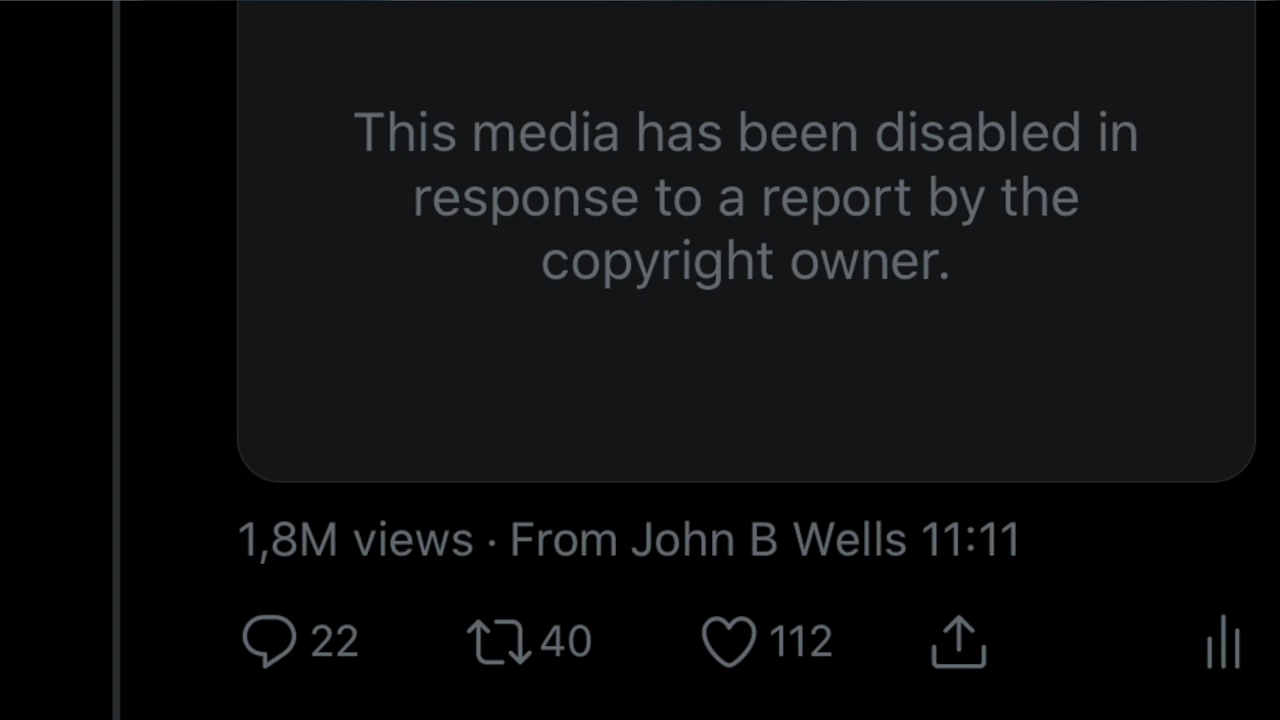 This media has been disabled in
response to a report by the
copyright owner.
1,8M views · From John B Wells 11:11
22 40 112